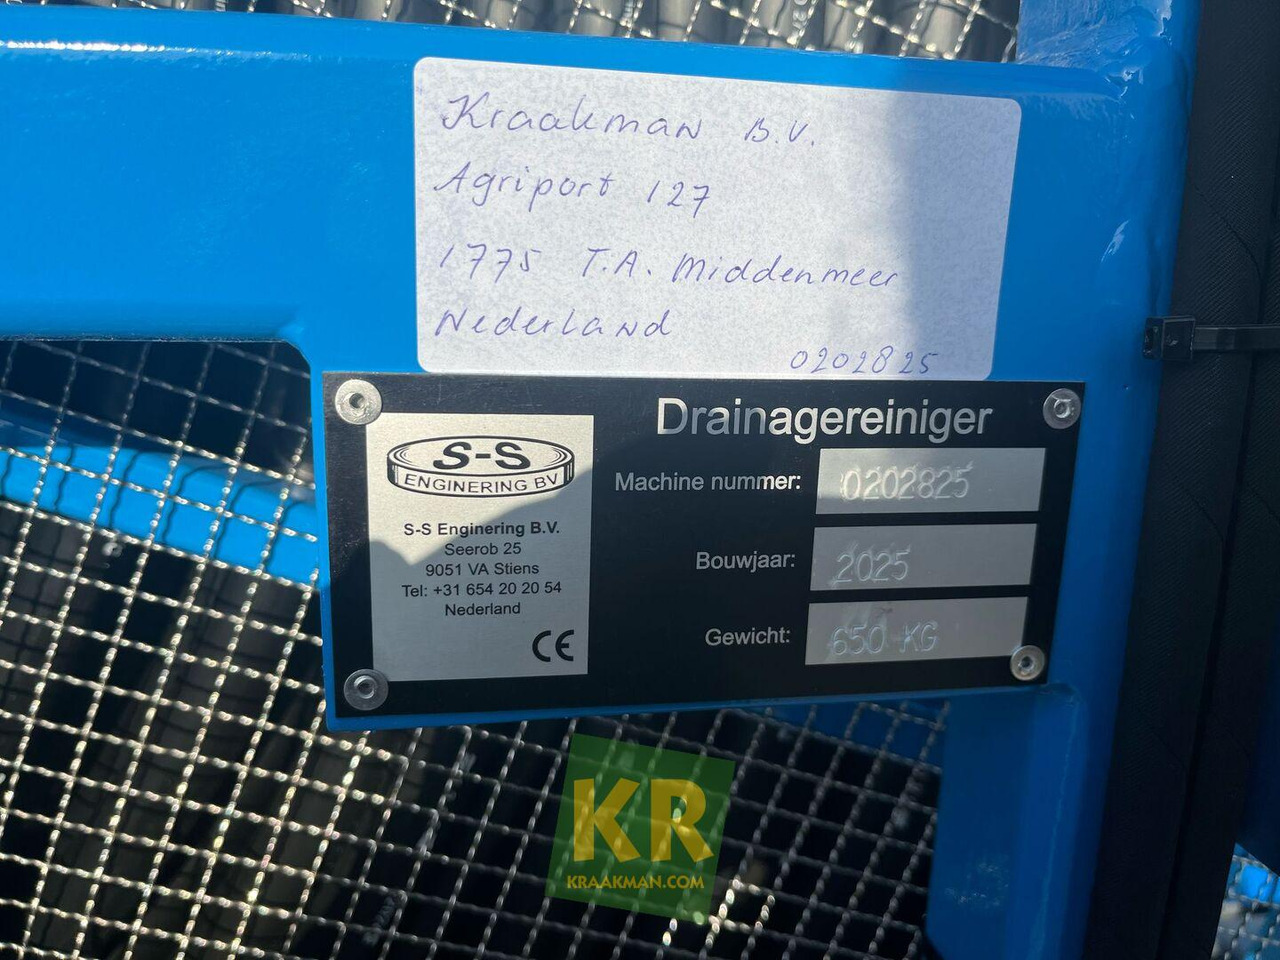 Kraakman B.V.
Agriport 127
1775 T.A. Middenmeer
Nederland
0202825
S-S
ENGINERING BV
S-S Enginering B.V.
Seerob 25
9051 VA Stiens
Tel: +31 654 20 20 54
Nederland
CE
Drainagereiniger
Machine nummer: 0202825
Bouwjaar: 2025
Gewicht: 650 KG
KR
KRAAKMAN.COM